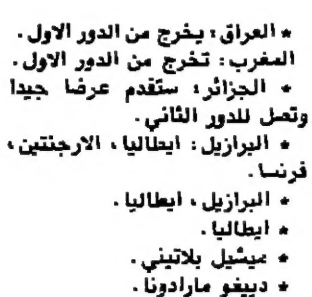 * العراق: يخرج من الدور الاول.
المغرب: تخرج من الدور الاول.
* الجزائر: ستقدم عرضا جيدا
وتصل للدور الثاني.
* البرازيل: ايطاليا، الارجنتين،
فرنسا.
* البرازيل، ايطاليا.
* ايطاليا.
* ميشيل بلاتيني.
* دييغو مارادونا.